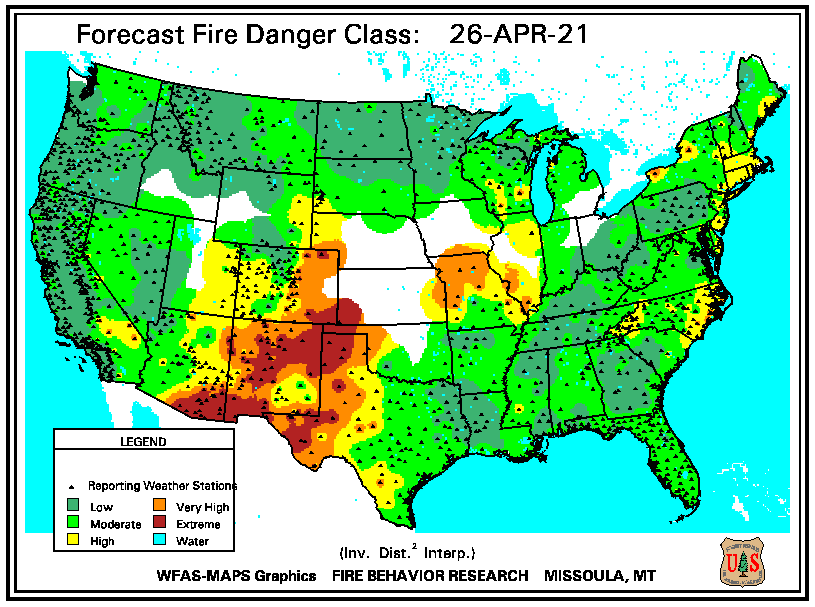 Forecast Fire Danger Class: 26-APR-21
LEGEND
Reporting Weather Stations
Low
Very High
Moderate
Extreme
High
Water
(Inv. Dist.2 Interp.)
WFAS-MAPS Graphics FIRE BEHAVIOR RESEARCH MISSOULA, MT
U S